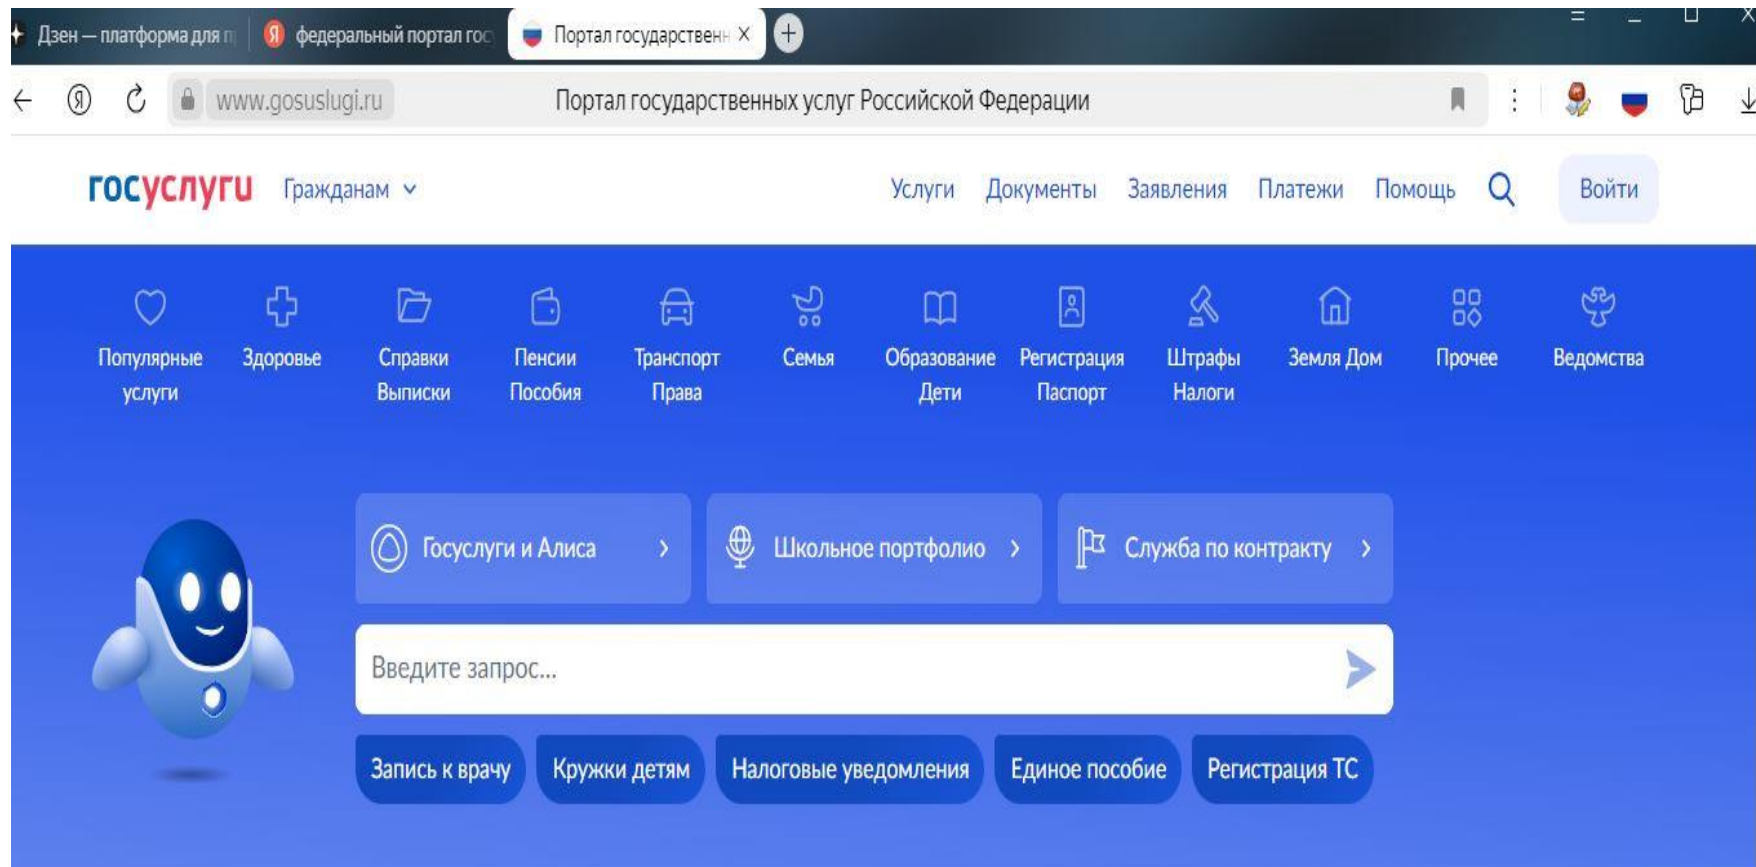 Дзен — платформа для п
Я федеральный портал гос
Портал государственн
www.gosuslugi.ru
Портал государственных услуг Российской Федерации
госуслуги
Гражданам
Услуги Документы Заявления Платежи Помощь
Войти
Популярные
услуги
Здоровье
Справки
Выписки
Пенсии
Пособия
Транспорт
Права
Семья
Образование
Дети
Регистрация
Паспорт
Штрафы
Налоги
Земля Дом
Прочее
Ведомства
Госуслуги и Алиса
Школьное портфолио
Служба по контракту
Введите запрос...
Запись к врачу
Кружки детям
Налоговые уведомления
Единое пособие
Регистрация ТС